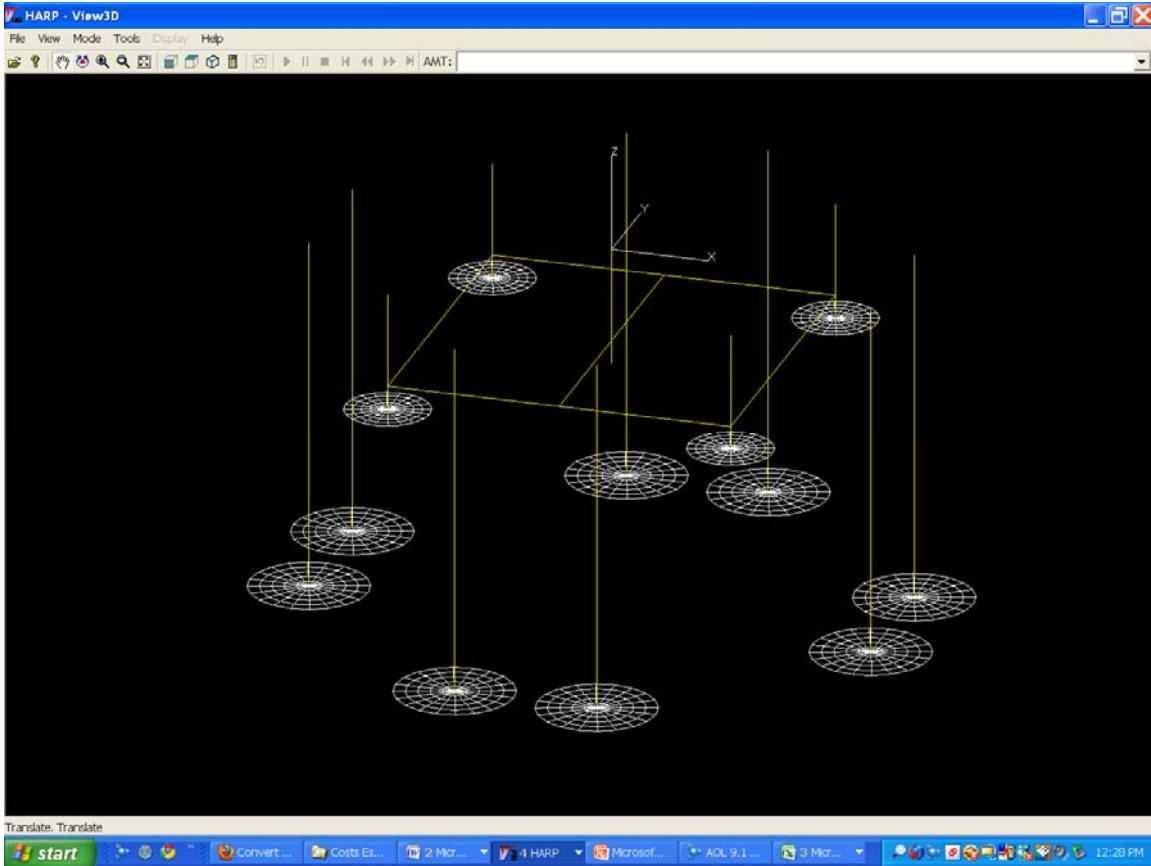 HARP - View3D
File View Mode Tools Display Help
AMT:
Z
Y
X
Translate. Translate
start Convert ... Costs Es... 2 Micr... 4 HARP Microsof... AOL 9.1 ... 3 Micr... 12:28 PM